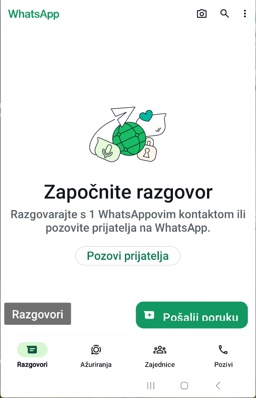 WhatsApp
Započnite razgovor
Razgovarajte s 1 WhatsAppovim kontaktom ili
pozovite prijatelja na WhatsApp.
Pozovi prijatelja
Razgovori
Pošalji poruku
Razgovori
Ažuriranja
Zajednice
Pozivi